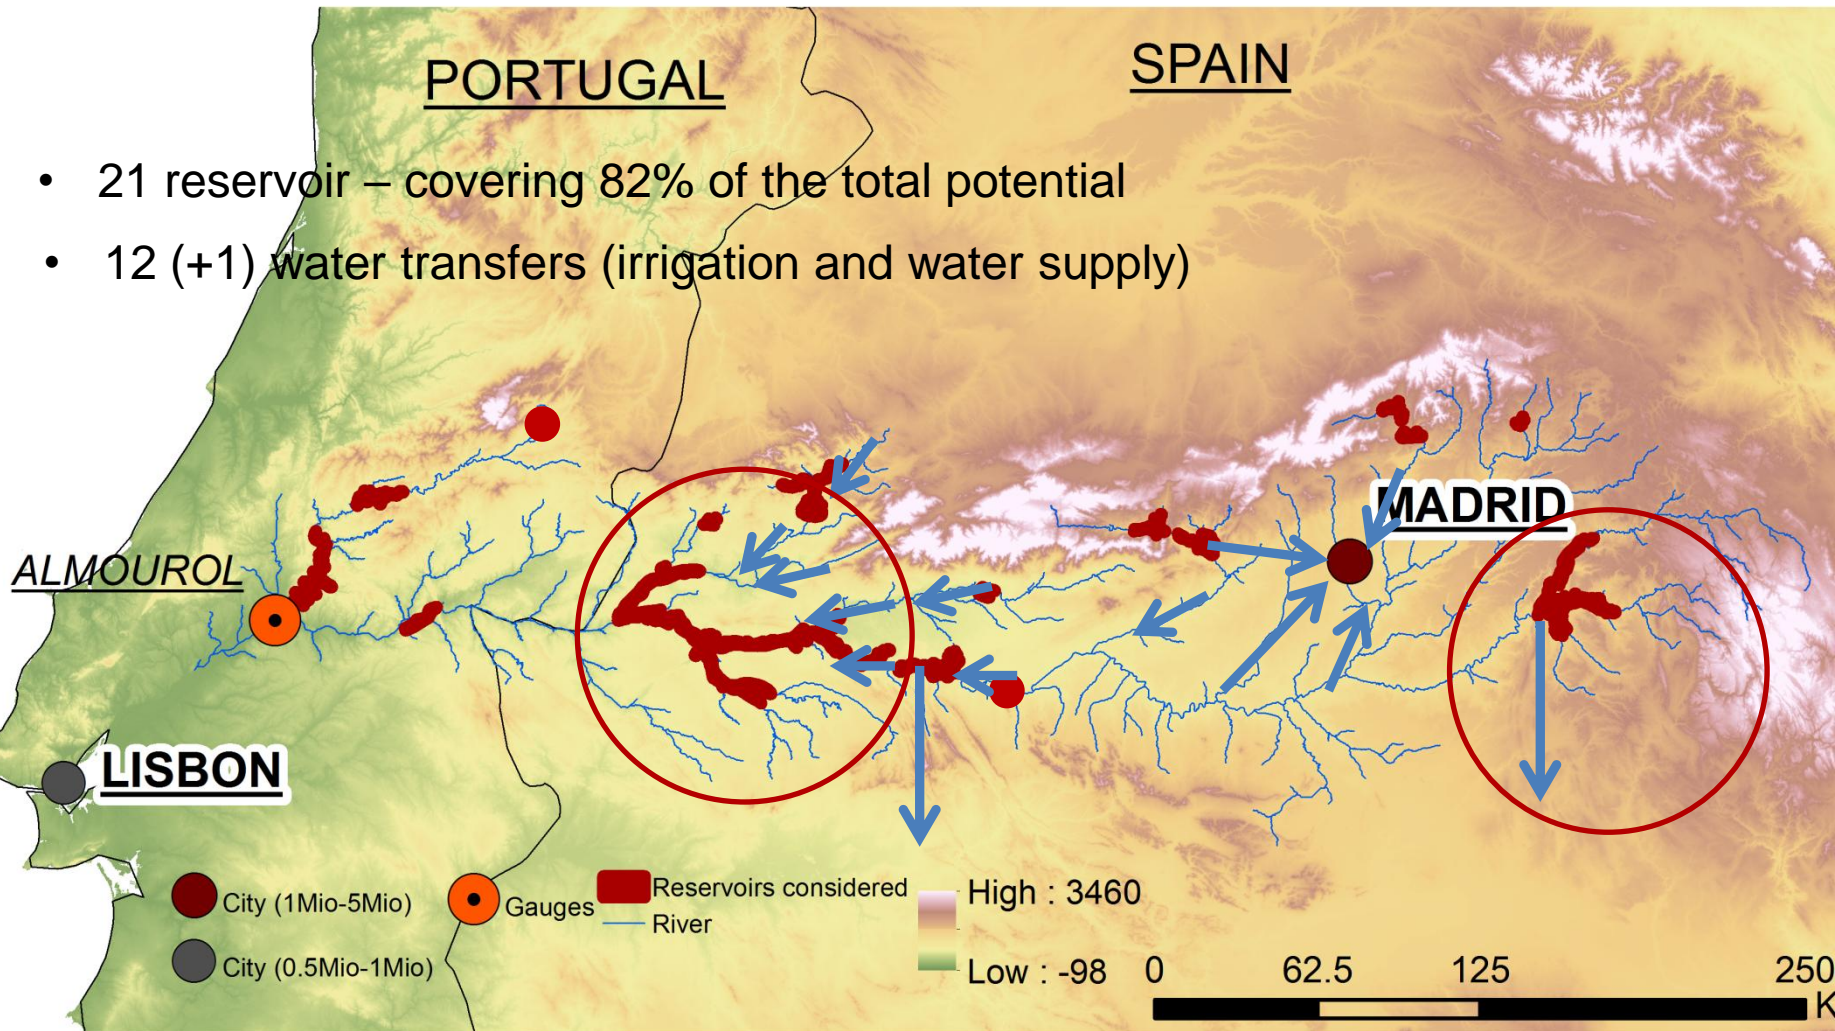 PORTUGAL
SPAIN
• 21 reservoir – covering 82% of the total potential
• 12 (+1) water transfers (irrigation and water supply)
MADRID
ALMOUROL
LISBON
City (1Mio-5Mio)
City (0.5Mio-1Mio)
Gauges
Reservoirs considered
River
High : 3460
Low : -98
0 62.5 125 250
K